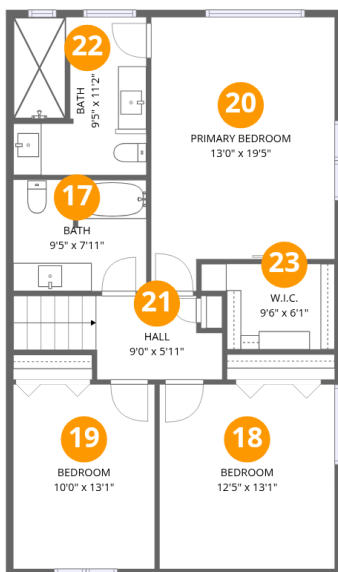 22
BATH
9'5" x 11'2"
20
PRIMARY BEDROOM
13'0" x 19'5"
17
BATH
9'5" x 7'11"
23
W.I.C.
9'6" x 6'1"
21
HALL
9'0" x 5'11"
19
BEDROOM
10'0" x 13'1"
18
BEDROOM
12'5" x 13'1"